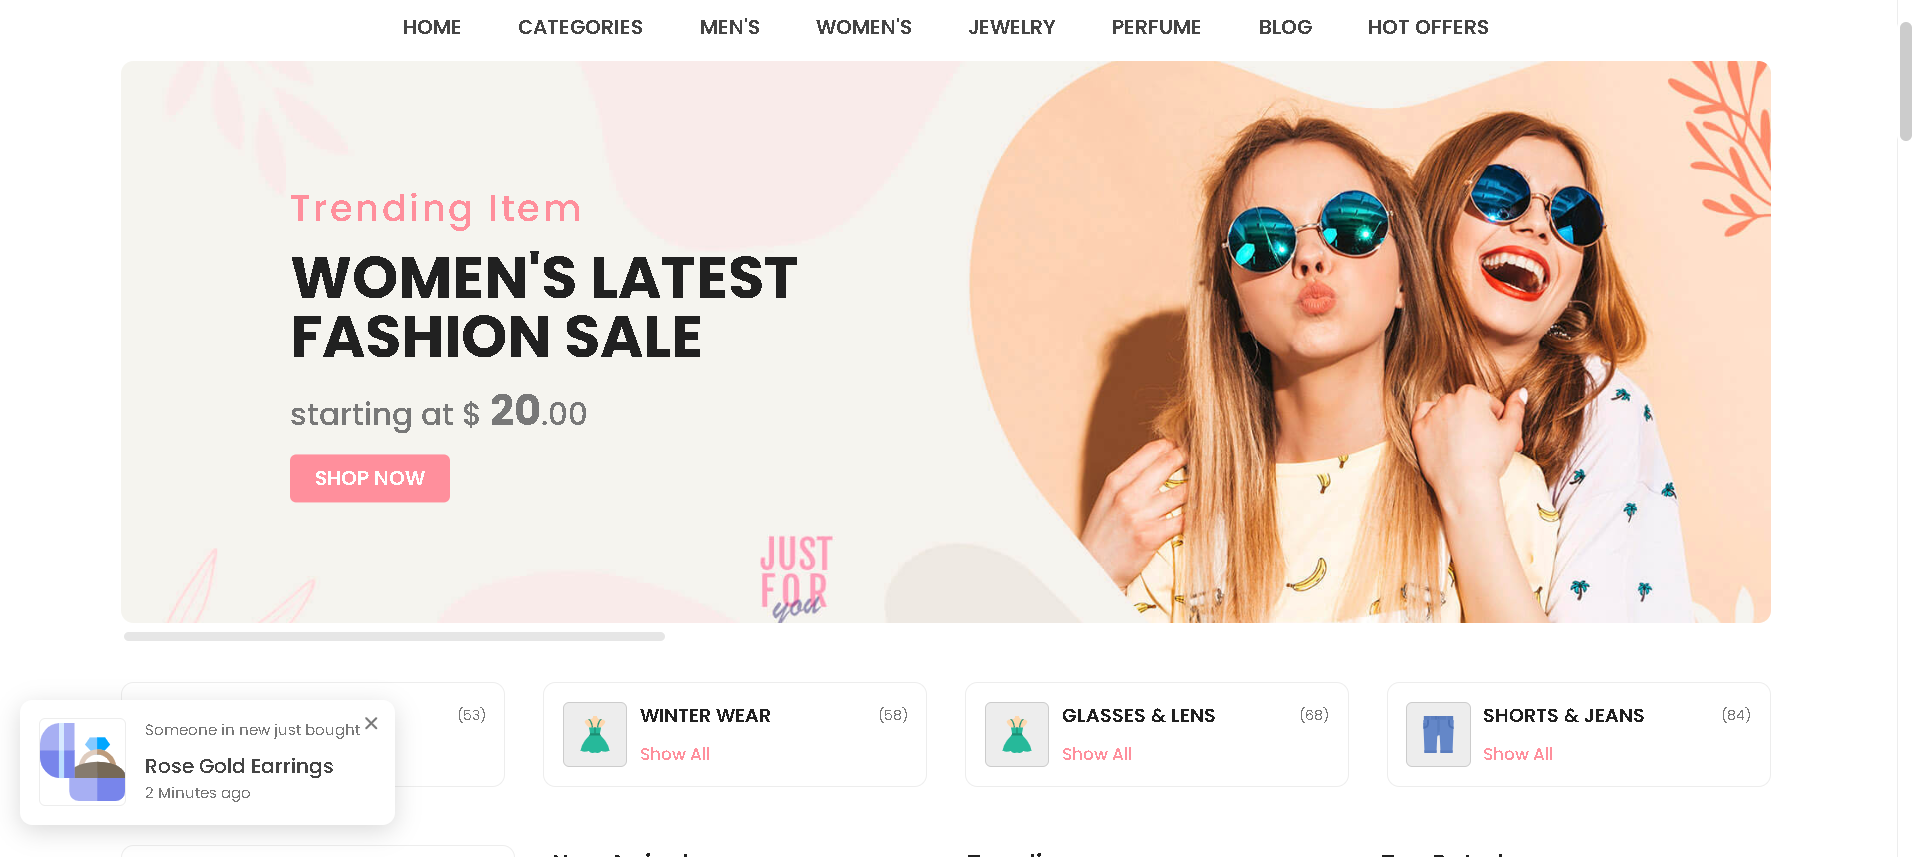 HOME CATEGORIES MEN'S WOMEN'S JEWELRY PERFUME BLOG HOT OFFERS
Trending Item
WOMEN'S LATEST
FASHION SALE
starting at $ 20.00
SHOP NOW
JUST
FOR
you
(53)
WINTER WEAR (58)
Show All
GLASSES & LENS (68)
Show All
SHORTS & JEANS (84)
Show All
Someone in new just bought
Rose Gold Earrings
2 Minutes ago